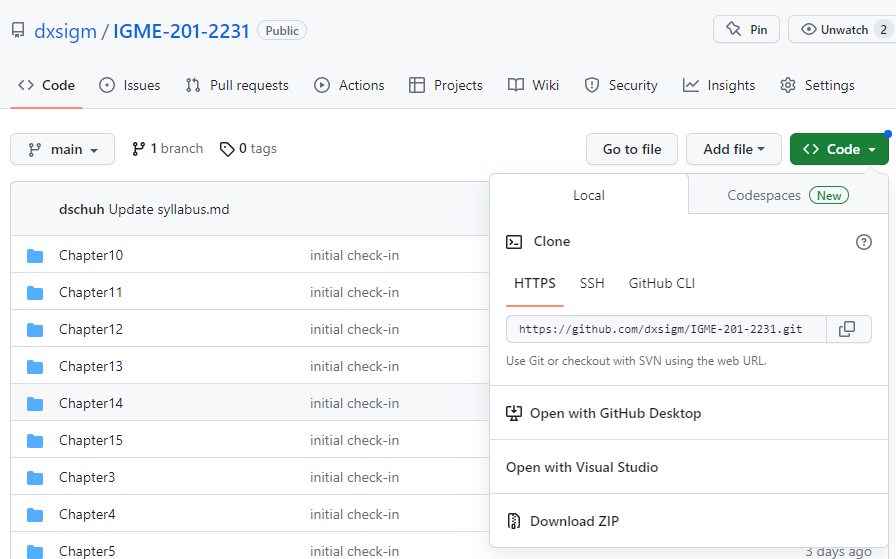 dxsigm / IGME-201-2231 Public Pin Unwatch 2
Code Issues Pull requests Actions Projects Wiki Security Insights Settings
main 1 branch 0 tags Go to file Add file Code
dschuh Update syllabus.md
Local Codespaces New
Clone
HTTPS SSH GitHub CLI
https://github.com/dxsigm/IGME-201-2231.git
Use Git or checkout with SVN using the web URL.
Open with GitHub Desktop
Open with Visual Studio
Download ZIP
Chapter10 initial check-in
Chapter11 initial check-in
Chapter12 initial check-in
Chapter13 initial check-in
Chapter14 initial check-in
Chapter15 initial check-in
Chapter3 initial check-in
Chapter4 initial check-in
Chapter5 initial check-in 3 days ago